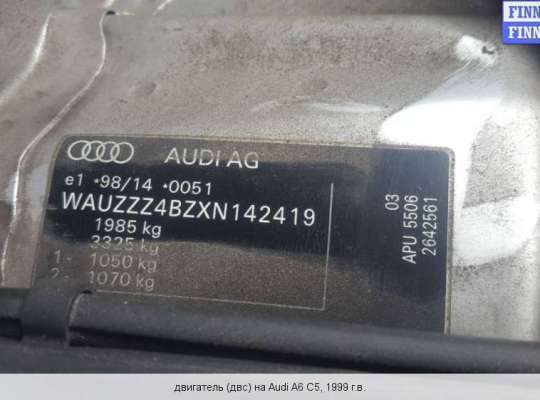 FINN
FINN
AUDI AG
e1 *98/14 *0051
WAUZZZ4BZXN142419
1985 kg
3325 kg
1- 1050 kg
2- 1070 kg
03
APU 5506
2642561
двигатель (двс) на Audi A6 C5, 1999 г.в.